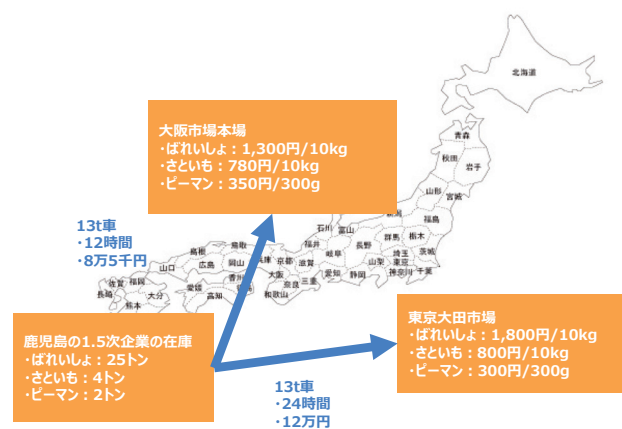 北海道
青森
秋田
岩手
山形
宮城
福島
石川
富山
群馬
栃木
福井
長野
茨城
岐阜
埼玉
山梨
東京
神奈川
千葉
愛知
静岡
鳥取
島根
京都
滋賀
岡山
広島
山口
香川
大阪
奈良
三重
和歌山
愛媛
高知
佐賀
福岡
長崎
大分
熊本
大阪市場本場
・ばれいしょ：1,300円/10kg
・さといも：780円/10kg
・ピーマン：350円/300g
13t車
・12時間
・8万5千円
鹿児島の1.5次企業の在庫
・ばれいしょ：25トン
・さといも：4トン
・ピーマン：2トン
東京大田市場
・ばれいしょ：1,800円/10kg
・さといも：800円/10kg
・ピーマン：300円/300g
13t車
・24時間
・12万円